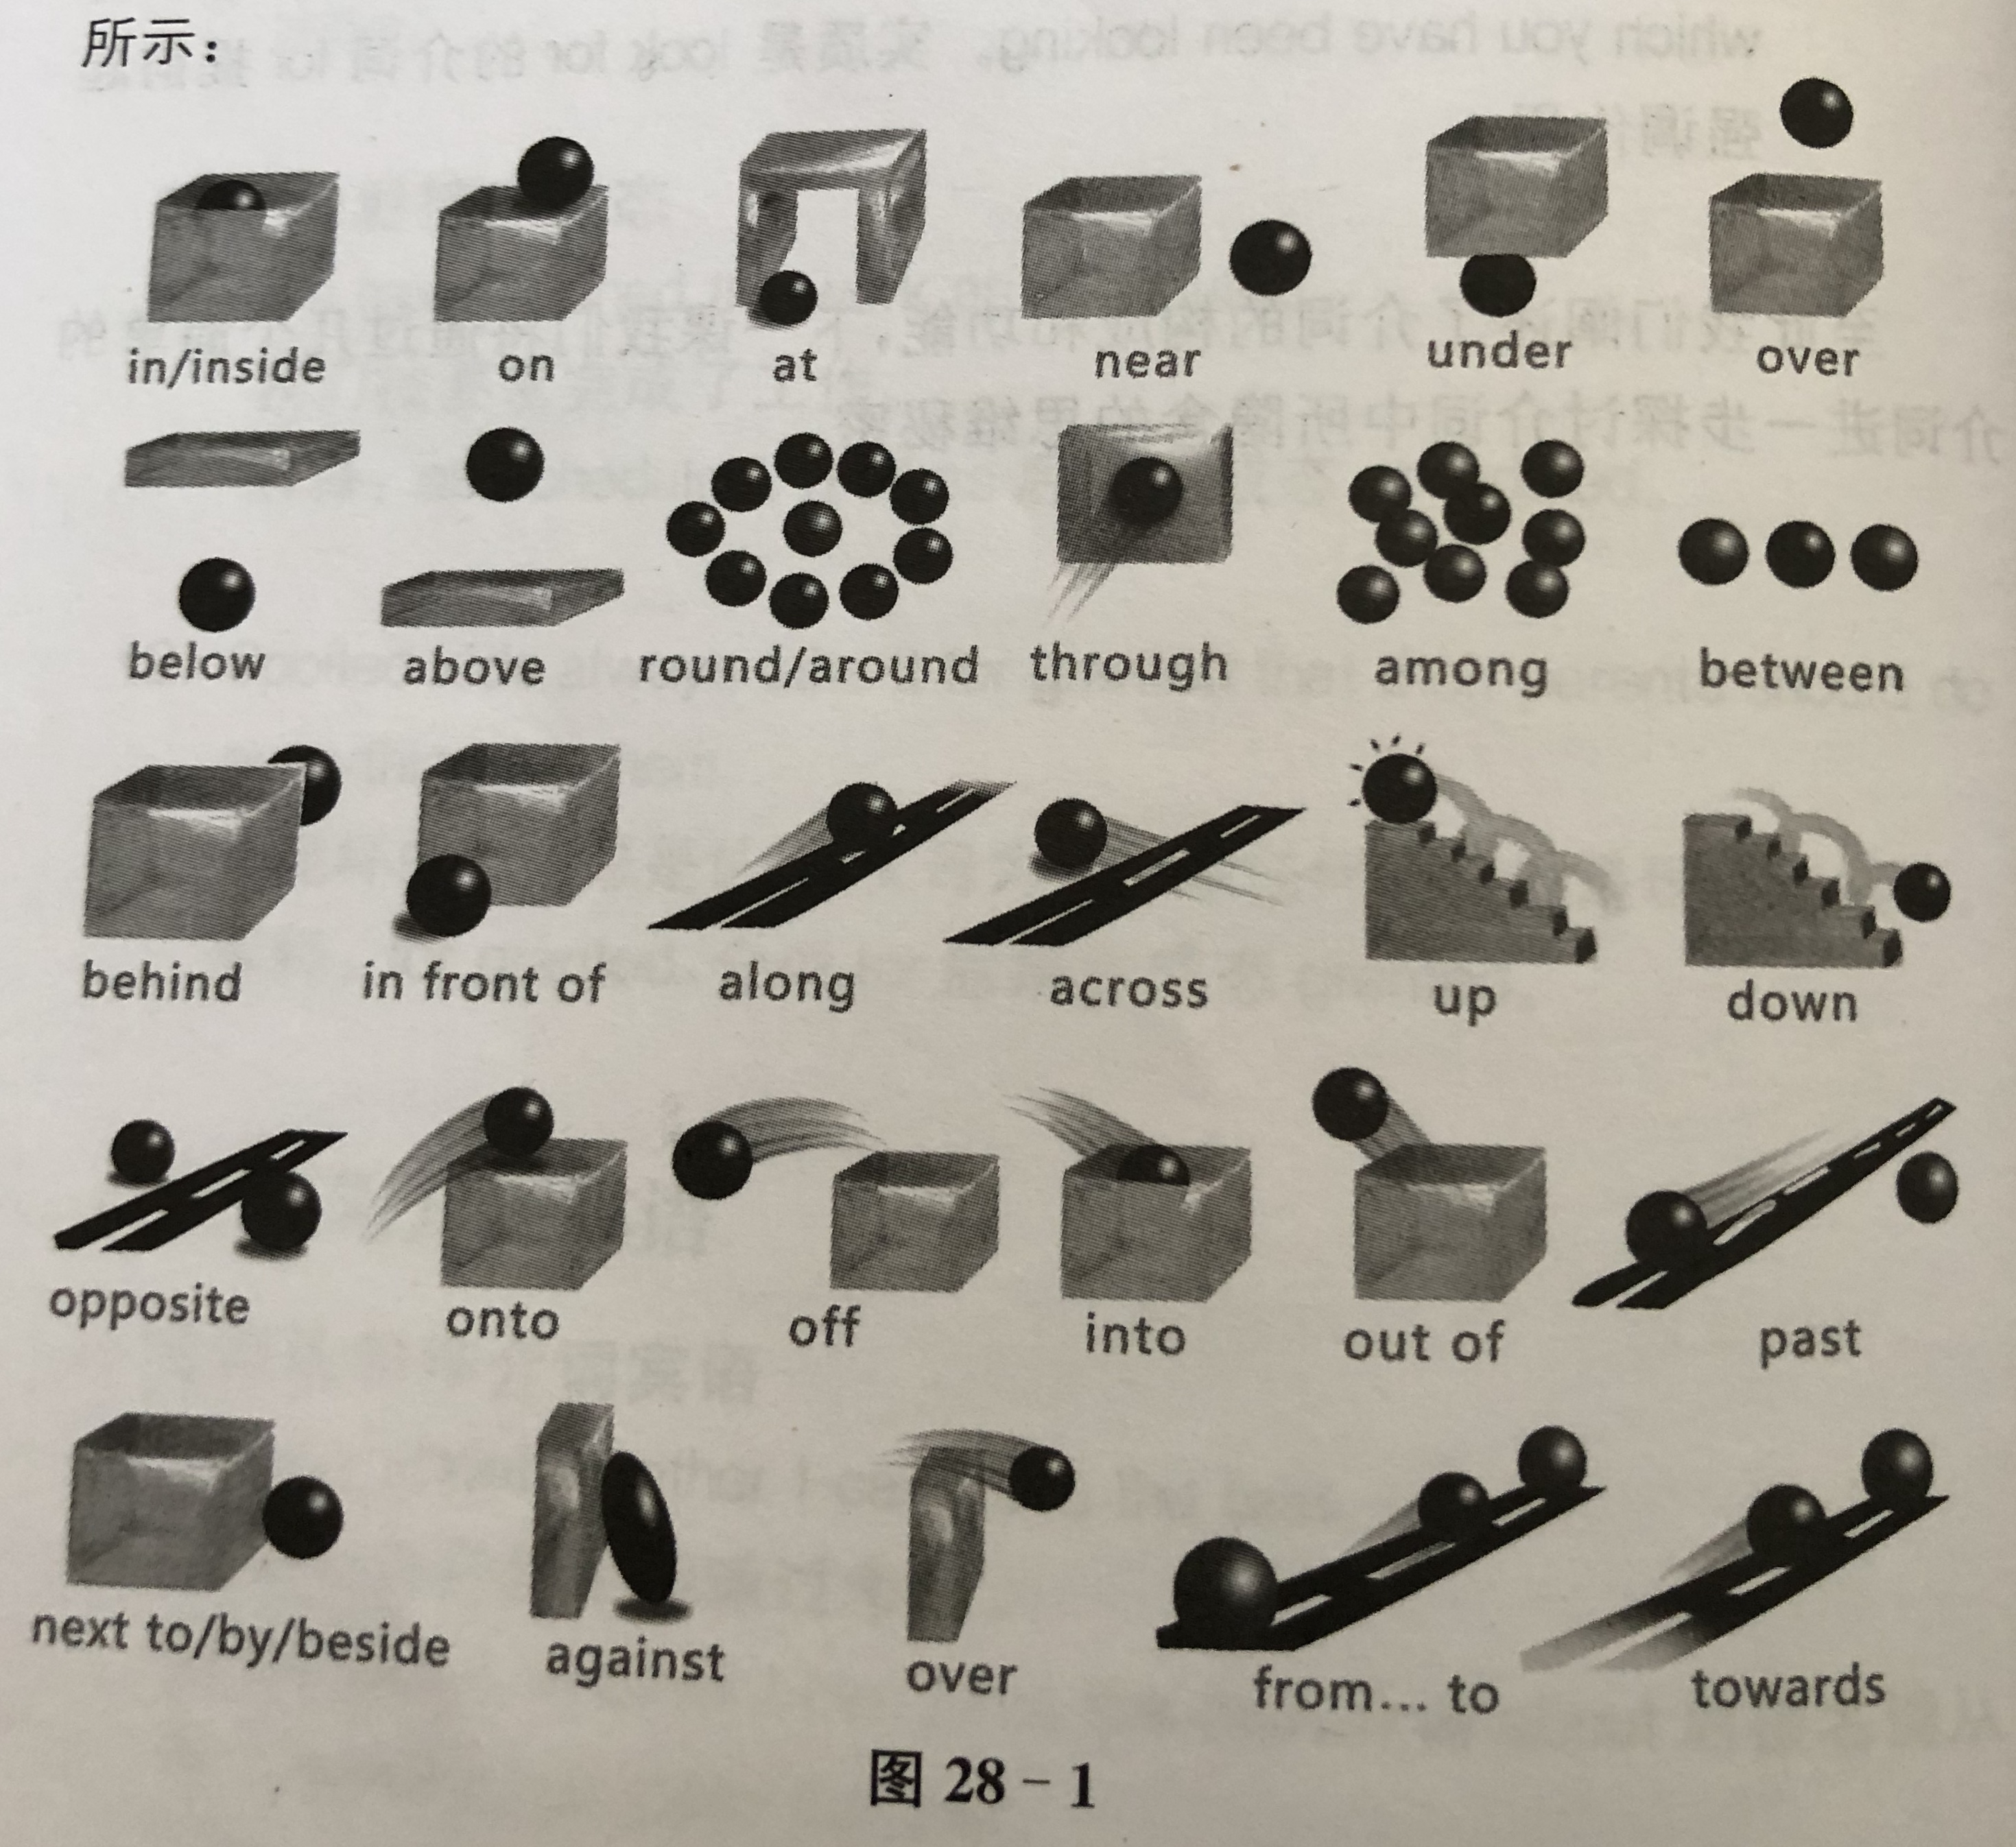 所示：
in/inside on at near under over
below above round/around through among between
behind in front of along across up down
opposite onto off into out of past
next to/by/beside against over from... to towards
图 28-1